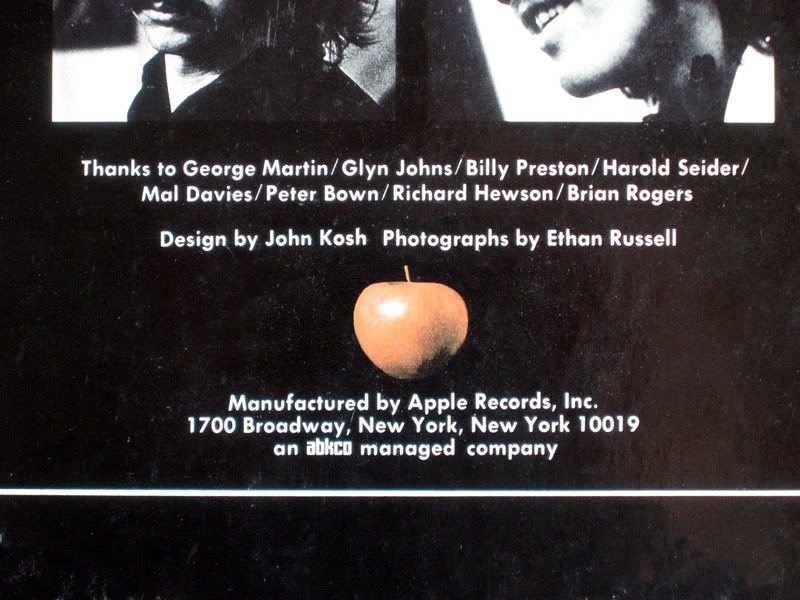 Thanks to George Martin/Glyn Johns/Billy Preston/Harold Seider/
Mal Davies/Peter Bown/Richard Hewson/Brian Rogers
Design by John Kosh Photographs by Ethan Russell
Manufactured by Apple Records, Inc.
1700 Broadway, New York, New York 10019
an abkco managed company